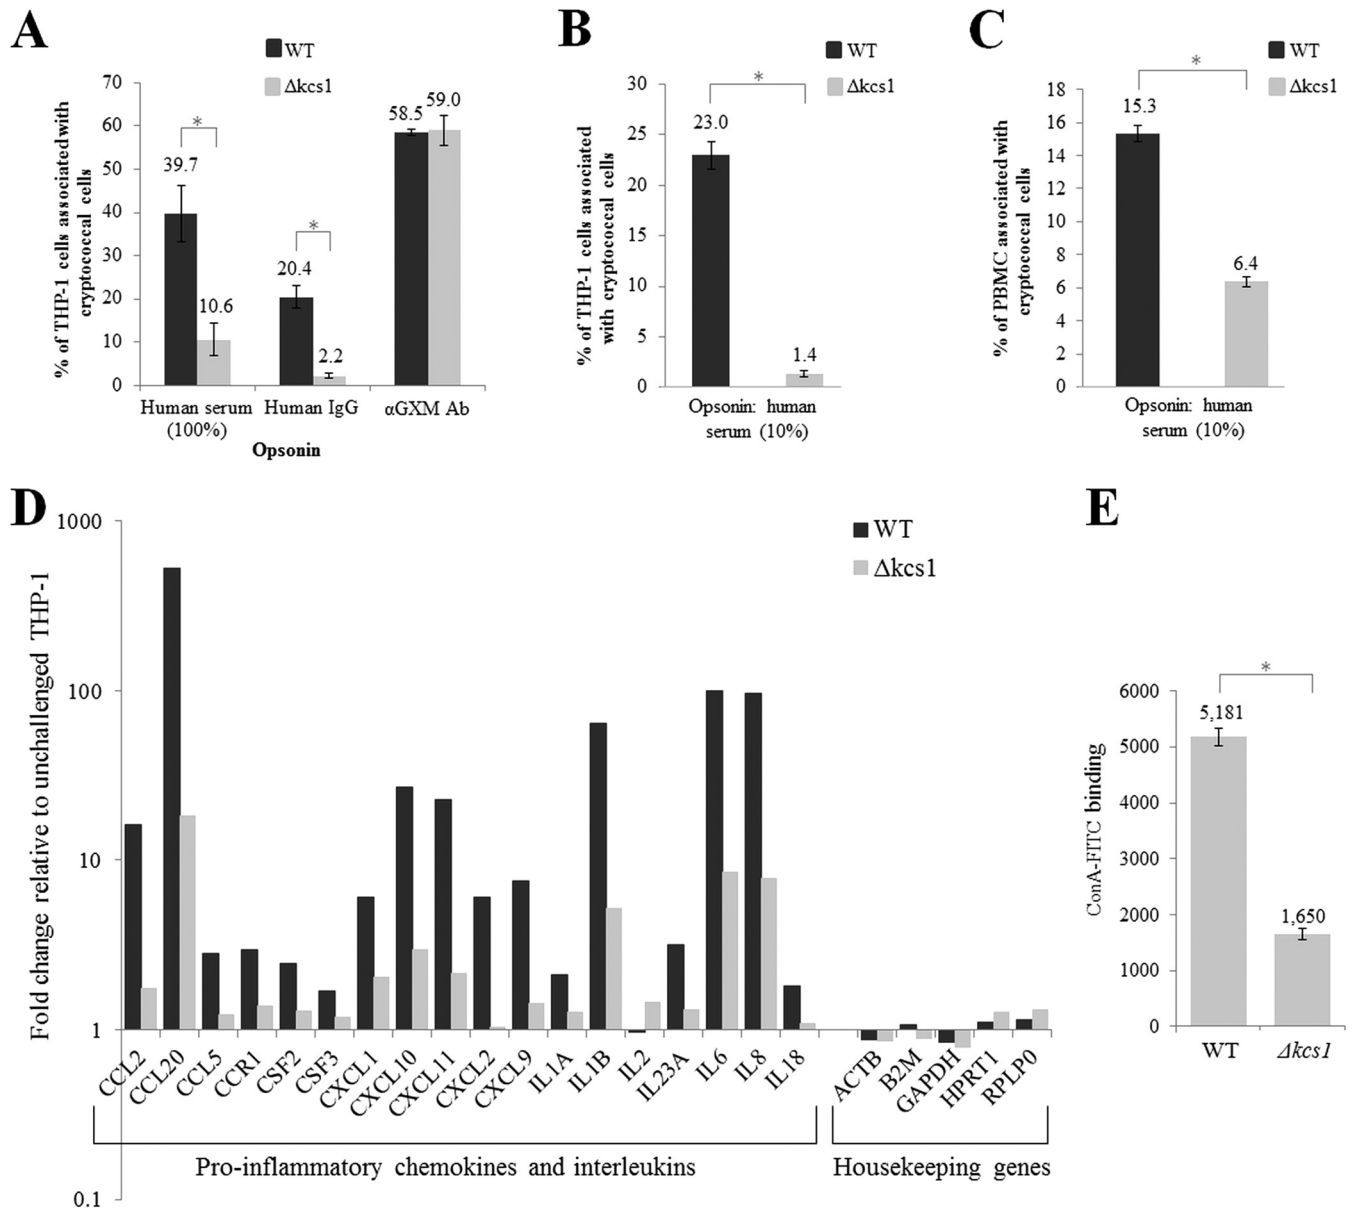 A
WT
Δkcs1
% of THP-1 cells associated with
cryptococcal cells
70
60
50
40
30
20
10
0
39.7
*
10.6
20.4
*
2.2
58.5
59.0
Human serum
(100%)
Human IgG
αGXM Ab
Opsonin
B
WT
Δkcs1
% of THP-1 cells associated
with cryptococcal cells
30
25
20
15
10
5
0
*
23.0
1.4
Opsonin: human
serum (10%)
C
WT
Δkcs1
% of PBMC associated with
cryptococcal cells
18
16
14
12
10
8
6
4
2
0
*
15.3
6.4
Opsonin: human
serum (10%)
D
WT
Δkcs1
Fold change relative to unchallenged THP-1
1000
100
10
1
0.1
CCL2
CCL20
CCL5
CCR1
CSF2
CSF3
CXCL1
CXCL10
CXCL11
CXCL2
CXCL9
IL1A
IL1B
IL2
IL23A
IL6
IL8
IL18
ACTB
B2M
GAPDH
HPRT1
RPLP0
Pro-inflammatory chemokines and interleukins
Housekeeping genes
E
ConA-FITC binding
6000
5000
4000
3000
2000
1000
0
*
5,181
1,650
WT
Δkcs1